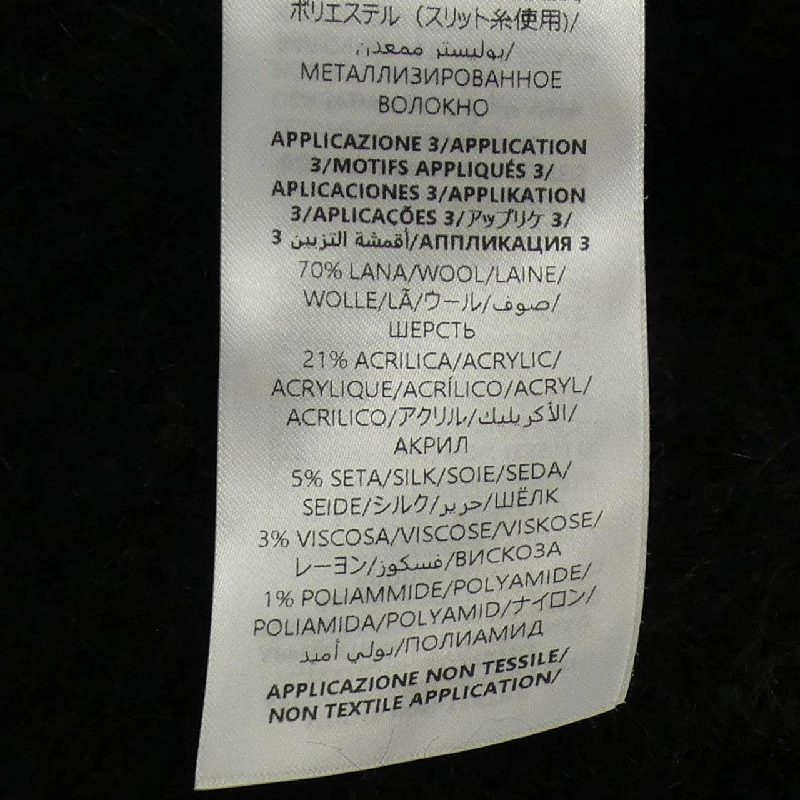 ポリエステル (スリット糸使用)/
بوليستر ممعدن/
МЕТАЛЛИЗИРОВАННОЕ
ВОЛОКНО
APPLICAZIONE 3/APPLICATION
3/MOTIFS APPLIQUÉS 3/
APLICACIONES 3/APPLIKATION
3/APLICAÇÕES 3/アップリケ 3/
أقمشة التزيين 3/АППЛИКАЦИЯ 3
70% LANA/WOOL/LAINE/
WOLLE/LÃ/ウール/صوف/
ШЕРСТЬ
21% ACRILICA/ACRYLIC/
ACRYLIQUE/ACRÍLICO/ACRYL/
ACRILICO/アクリル/الأكريليك/
АКРИЛ
5% SETA/SILK/SOIE/SEDA/
SEIDE/シルク/حرير/ШЁЛК
3% VISCOSA/VISCOSE/VISKOSE/
レーヨン/فسكوز/ВИСКОЗА
1% POLIAMMIDE/POLYAMIDE/
POLIAMIDA/POLYAMID/ナイロン/
بولي أميد/ПОЛИАМИД
APPLICAZIONE NON TESSILE/
NON TEXTILE APPLICATION/